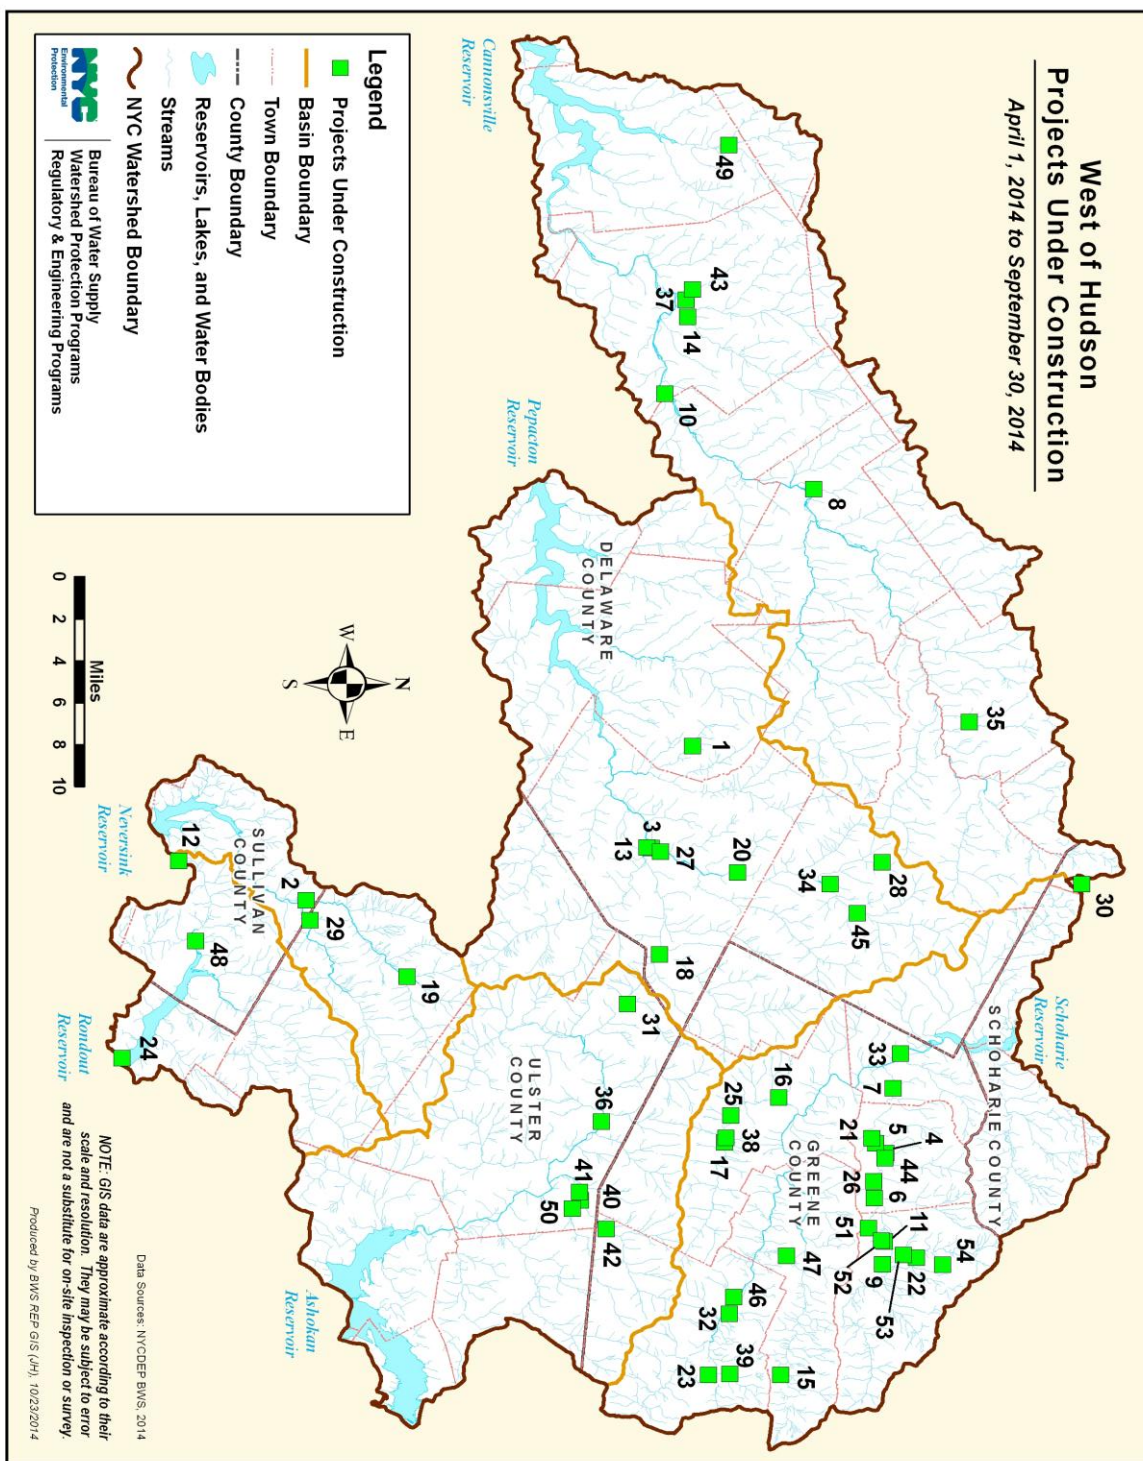 West of Hudson
Projects Under Construction
April 1, 2014 to September 30, 2014
Cannonsville
Reservoir
Pepacton
Reservoir
Schoharie
Reservoir
Neversink
Reservoir
Rondout
Reservoir
Ashokan
Reservoir
DELAWARE
COUNTY
SCHOHARIE COUNTY
GREENE
COUNTY
ULSTER
COUNTY
SULLIVAN
COUNTY
49
43
37
14
10
8
35
1
3
13
27
20
34
28
45
30
18
31
12
2
29
48
19
24
33
7
16
25
38
17
5
21
4
44
26
6
51
11
52
9
53
22
54
47
46
32
39
23
15
36
41
40
50
42
Legend
Projects Under Construction
Basin Boundary
Town Boundary
County Boundary
Reservoirs, Lakes, and Water Bodies
Streams
NYC Watershed Boundary
NYC
Environmental
Protection
Bureau of Water Supply
Watershed Protection Programs
Regulatory & Engineering Programs
0 2 4 6 8 10
Miles
N
W
E
S
Data Sources: NYCDEP BWS, 2014
NOTE: GIS data are approximate according to their
scale and resolution. They may be subject to error
and are not a substitute for on-site inspection or survey.
Produced by BWS REP GIS (JH), 10/23/2014